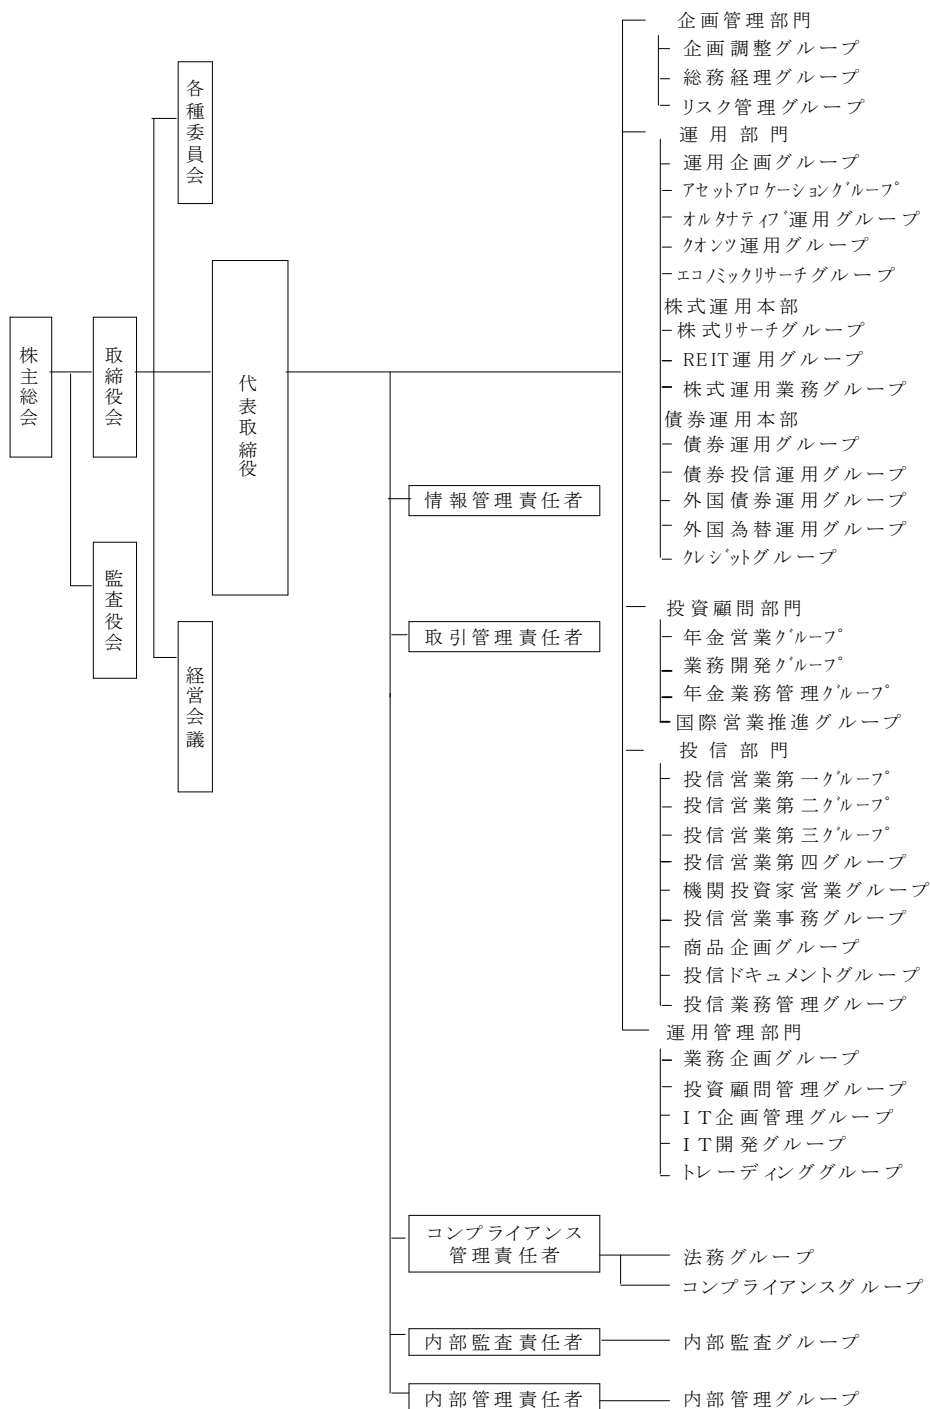 株主総会
取締役会
監査役会
各種委員会
代表取締役
経営会議
情報管理責任者
取引管理責任者
企画管理部門
企画調整グループ
総務経理グループ
リスク管理グループ
運用部門
運用企画グループ
アセットアロケーショングループ
オルタナティブ運用グループ
クオンツ運用グループ
エコノミックリサーチグループ
株式運用本部
株式リサーチグループ
REIT運用グループ
株式運用業務グループ
債券運用本部
債券運用グループ
債券投信運用グループ
外国債券運用グループ
外国為替運用グループ
クレジットグループ
投資顧問部門
年金営業グループ
業務開発グループ
年金業務管理グループ
国際営業推進グループ
投信部門
投信営業第一グループ
投信営業第二グループ
投信営業第三グループ
投信営業第四グループ
機関投資家営業グループ
投信営業事務グループ
商品企画グループ
投信ドキュメントグループ
投信業務管理グループ
運用管理部門
業務企画グループ
投資顧問管理グループ
IT企画管理グループ
IT開発グループ
トレーディンググループ
コンプライアンス
管理責任者
法務グループ
コンプライアンスグループ
内部監査責任者
内部監査グループ
内部管理責任者
内部管理グループ